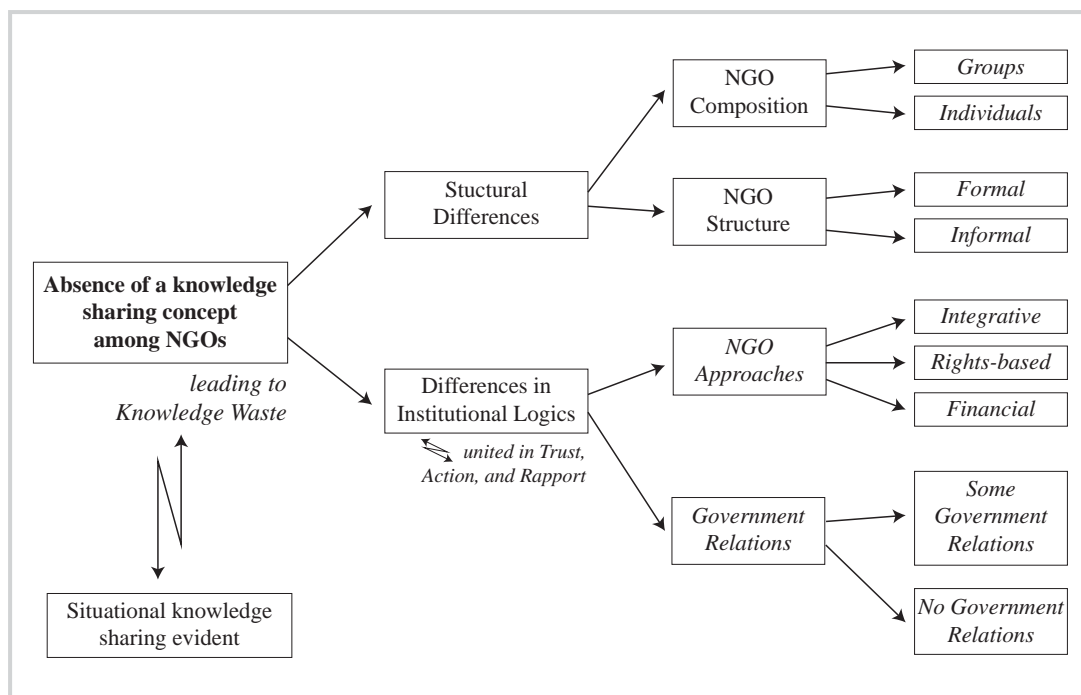 Absence of a knowledge
sharing concept
among NGOs
leading to
Knowledge Waste
Situational knowledge
sharing evident
Stuctural
Differences
Differences in
Institutional Logics
united in Trust,
Action, and Rapport
NGO
Composition
NGO
Structure
NGO
Approaches
Government
Relations
Groups
Individuals
Formal
Informal
Integrative
Rights-based
Financial
Some
Government
Relations
No Government
Relations